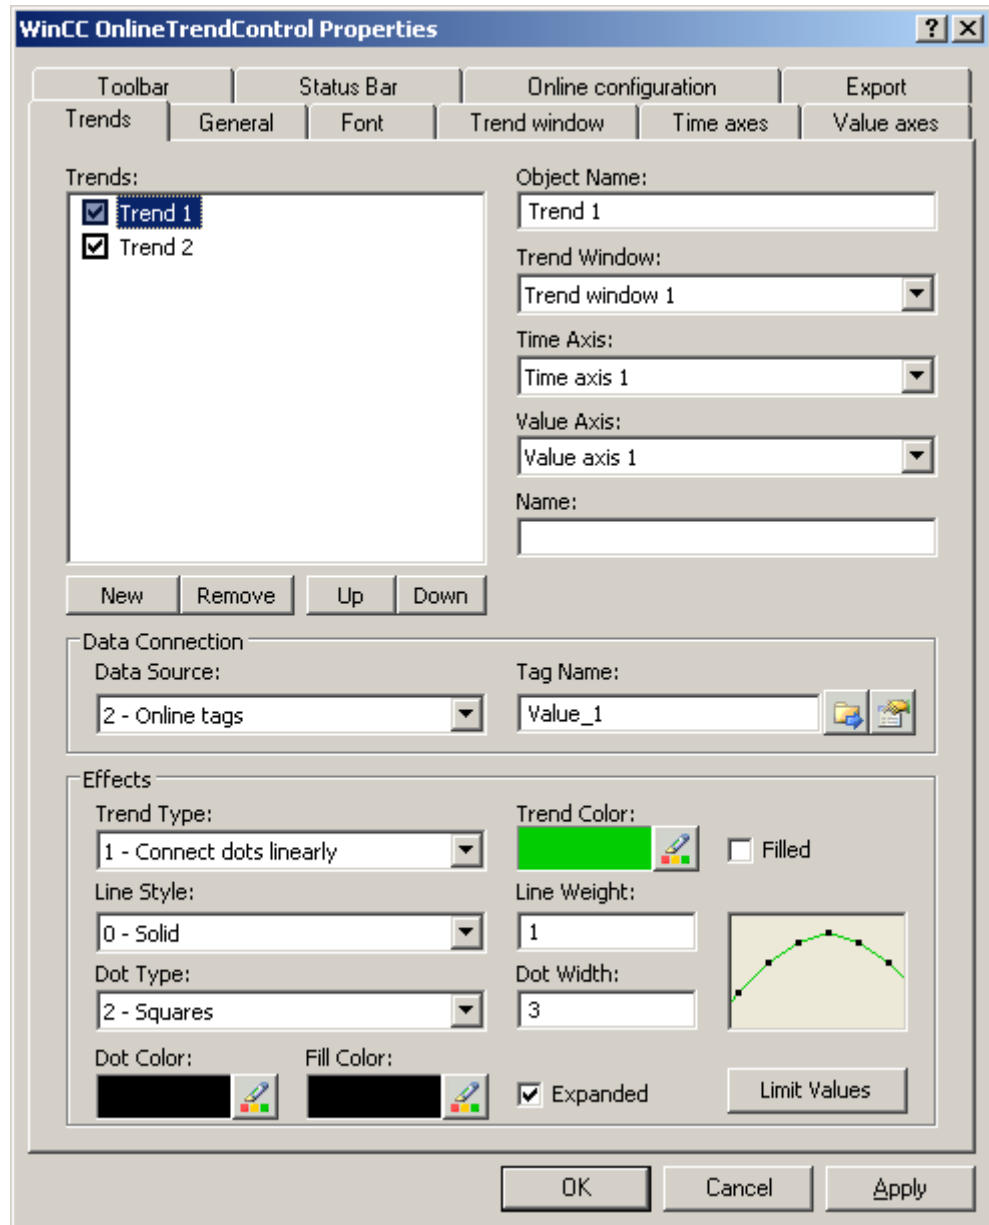 WinCC OnlineTrendControl Properties
Toolbar Status Bar Online configuration Export
Trends General Font Trend window Time axes Value axes
Trends:
Trend 1
Trend 2
Object Name:
Trend 1
Trend Window:
Trend window 1
Time Axis:
Time axis 1
Value Axis:
Value axis 1
Name:
New Remove Up Down
Data Connection
Data Source: Tag Name:
2 - Online tags Value_1
Effects
Trend Type: Trend Color:
1 - Connect dots linearly Filled
Line Style: Line Weight:
0 - Solid 1
Dot Type: Dot Width:
2 - Squares 3
Dot Color: Fill Color:
Expanded Limit Values
OK Cancel Apply